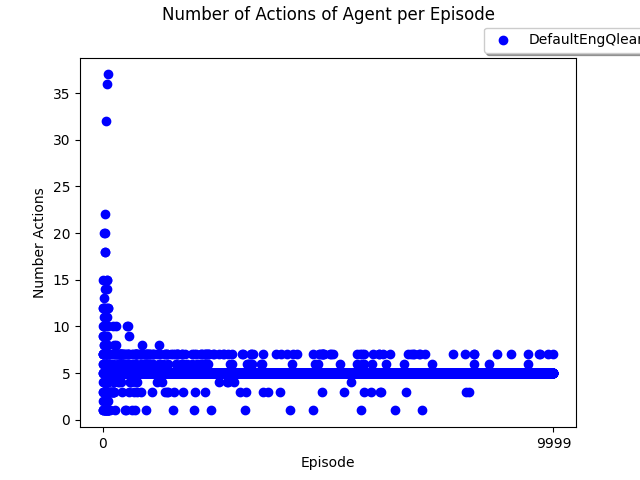 Number of Actions of Agent per Episode
DefaultEngQlear
35
30
25
20
15
10
5
0
Number Actions
0
9999
Episode